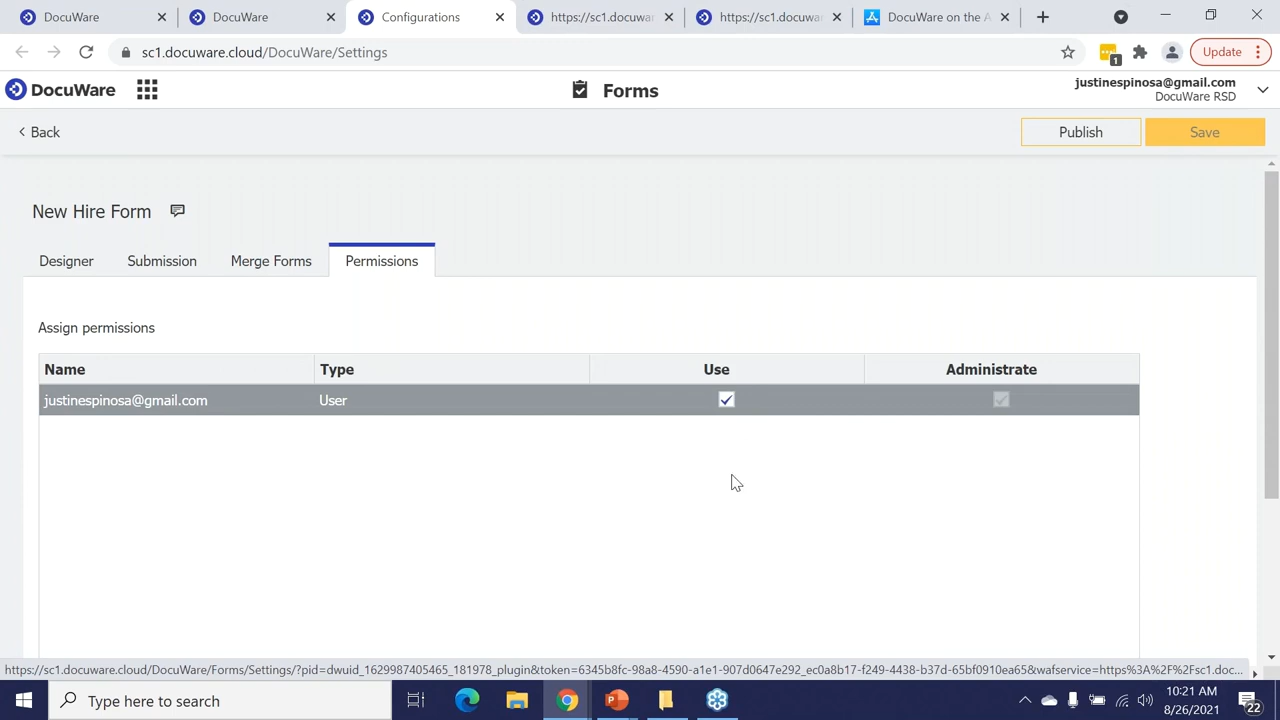 DocuWare
DocuWare
Configurations
https://sc1.docuwar
https://sc1.docuwar
DocuWare on the A
sc1.docuware.cloud/DocuWare/Settings
1
Update
DocuWare
Forms
justinespinosa@gmail.com
DocuWare RSD
Back
Publish
Save
New Hire Form
Designer
Submission
Merge Forms
Permissions
Assign permissions
Name
Type
Use
Administrate
justinespinosa@gmail.com
User
https://sc1.docuware.cloud/DocuWare/Forms/Settings/?pid=dwuid_1629987405465_181978_plugin&token=6345b8fc-98a8-4590-a1e1-907d0647e292_ec0a8b17-f249-4438-b37d-65bf0910ea65&wafservice=https%3A%2F%2Fsc1.doc...
Type here to search
10:21 AM
8/26/2021
22